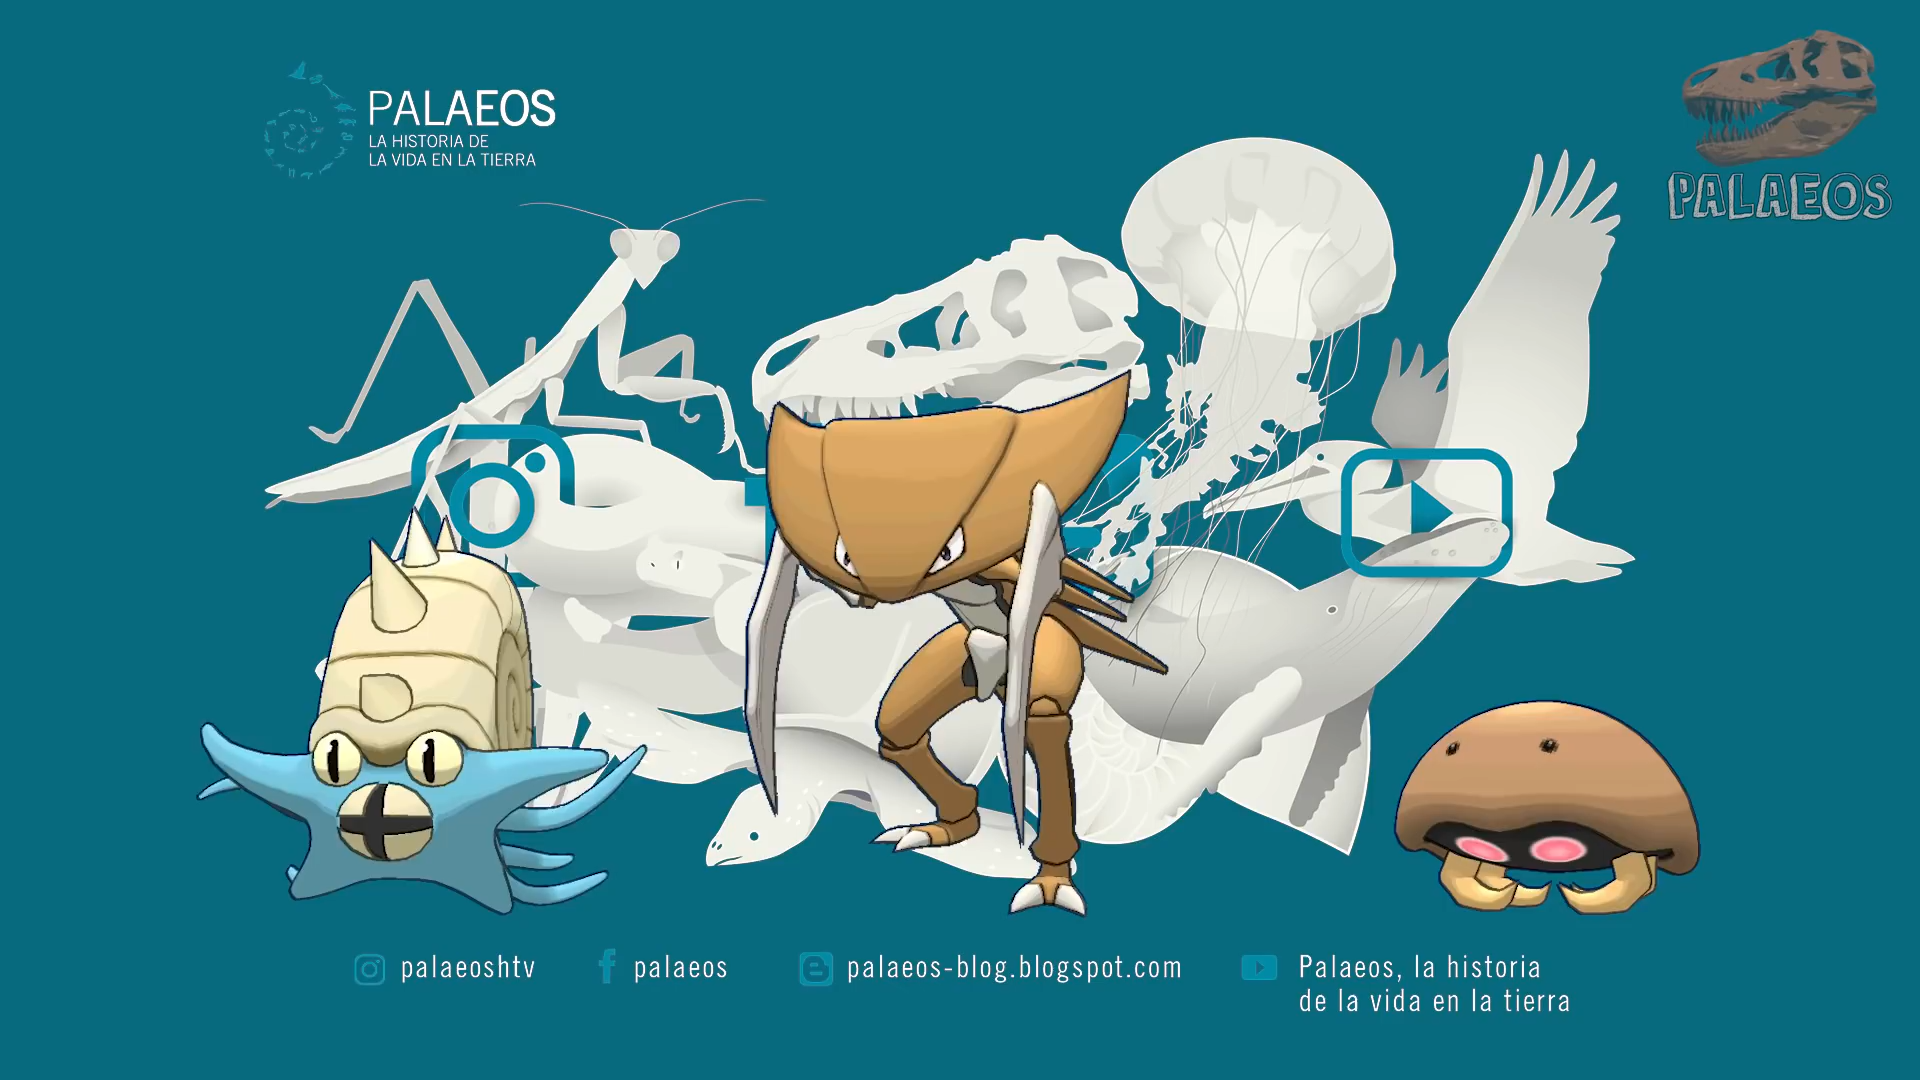 PALAEOS
LA HISTORIA DE
LA VIDA EN LA TIERRA
PALAEOS
palaeoshtv
palaeos
palaeos-blog.blogspot.com
Palaeos, la historia
de la vida en la tierra